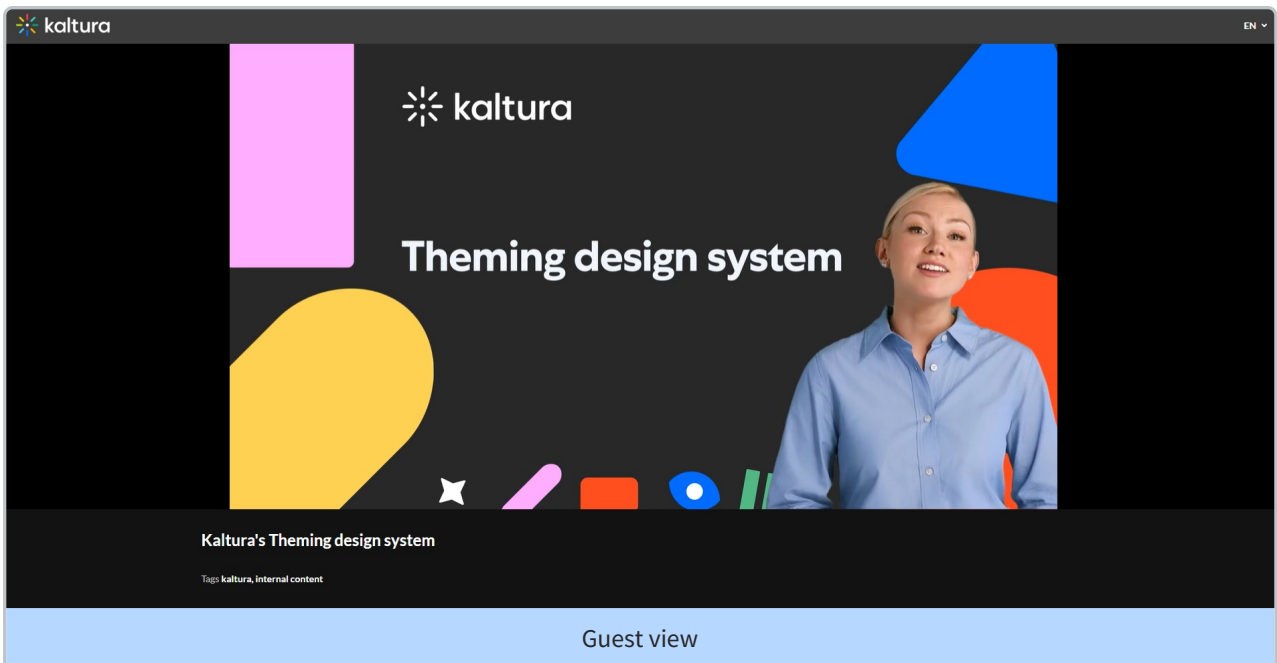 kaltura
EN
kaltura
Theming design system
Kaltura's Theming design system
Tags kaltura, internal content
Guest view